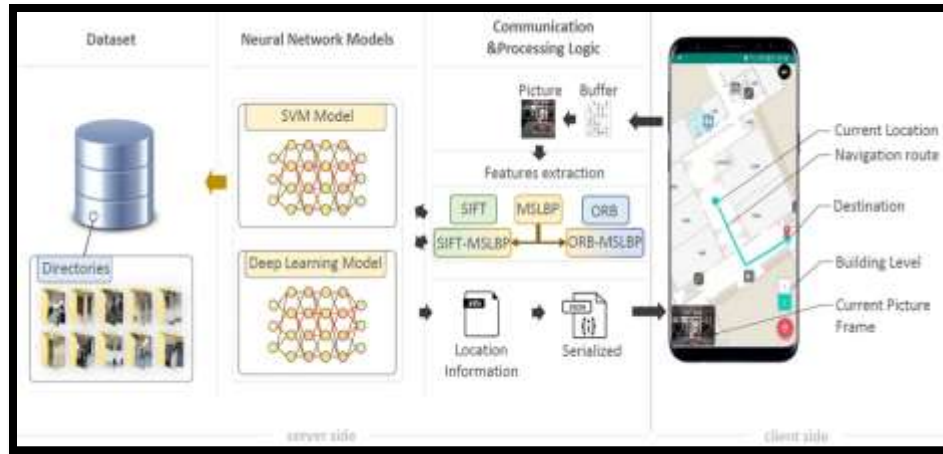 Dataset
Neural Network Models
Communication
&Processing Logic
Picture
Buffer
SVM Model
Features extraction
SIFT
MSLBP
ORB
SIFT-MSLBP
ORB-MSLBP
Directories
Deep Learning Model
Location
Information
Serialized
Current Location
Navigation route
Destination
Building Level
Current Picture
Frame
server side
client side